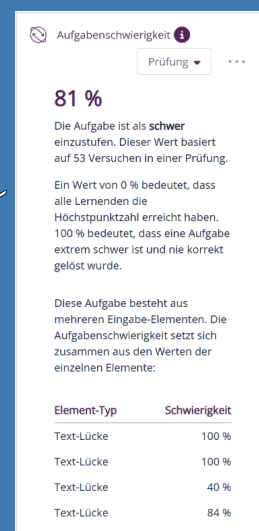 Aufgabenschwierigkeit i
Prüfung
81 %
Die Aufgabe ist als schwer
einzustufen. Dieser Wert basiert
auf 53 Versuchen in einer Prüfung.
Ein Wert von 0 % bedeutet, dass
alle Lernenden die
Höchstpunktzahl erreicht haben.
100 % bedeutet, dass eine Aufgabe
extrem schwer ist und nie korrekt
gelöst wurde.
Diese Aufgabe besteht aus
mehreren Eingabe-Elementen. Die
Aufgabenschwierigkeit setzt sich
zusammen aus den Werten der
einzelnen Elemente:
Element-Typ Schwierigkeit
Text-Lücke 100 %
Text-Lücke 100 %
Text-Lücke 40 %
Text-Lücke 84 %